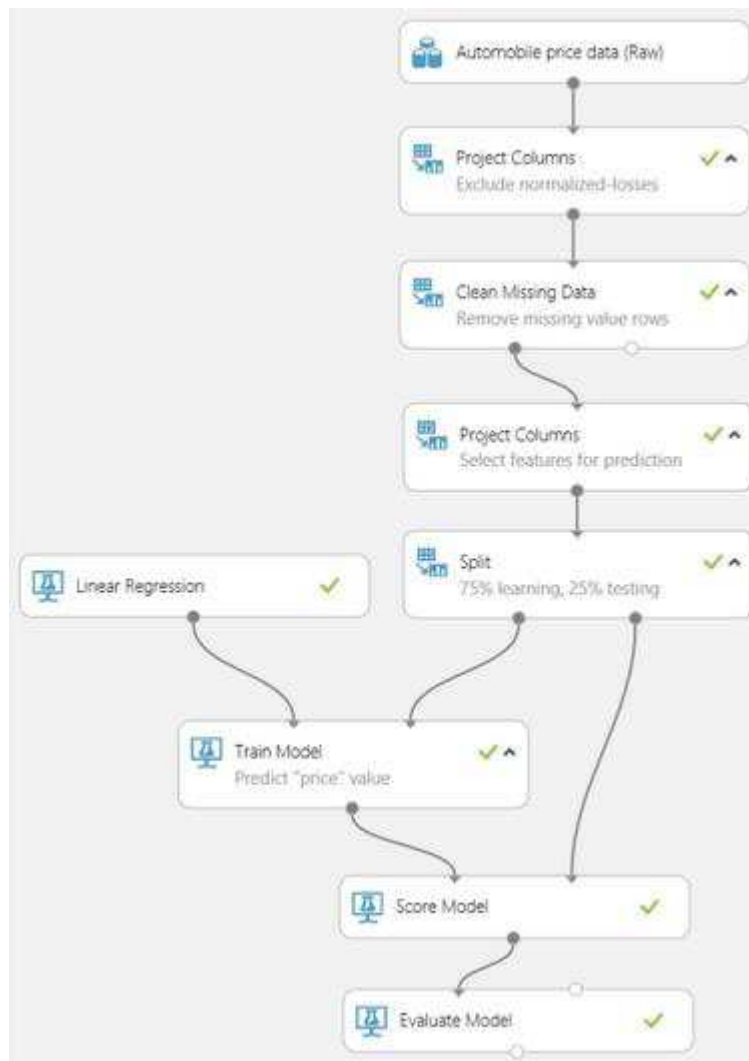 Automobile price data (Raw)
Project Columns
Exclude normalized-losses
Clean Missing Data
Remove missing value rows
Project Columns
Select features for prediction
Linear Regression
Split
75% learning, 25% testing
Train Model
Predict "price" value
Score Model
Evaluate Model